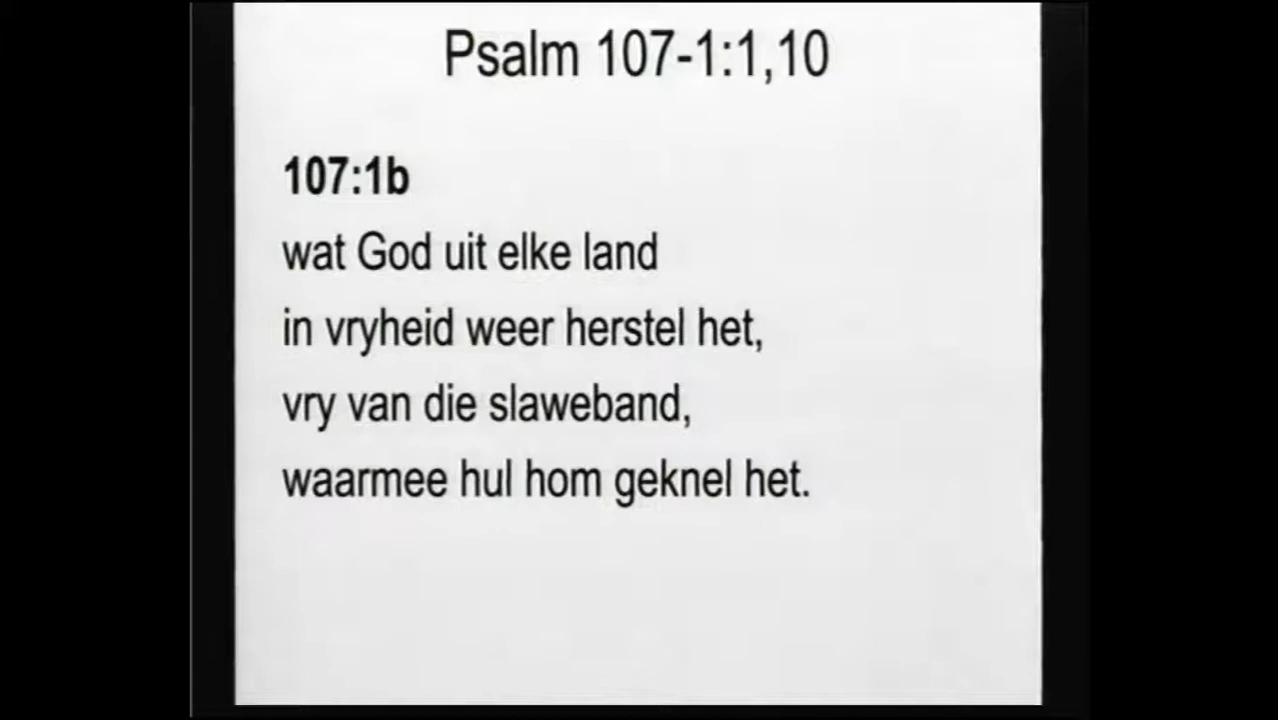 Psalm 107-1:1,10
107:1b
wat God uit elke land
in vryheid weer herstel het,
vry van die slaweband,
waarmee hul hom geknel het.